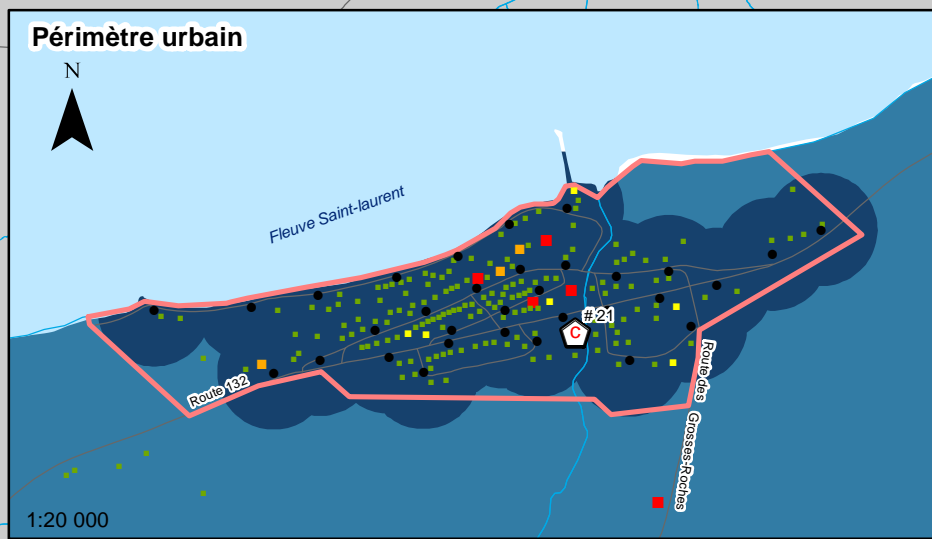 Périmètre urbain
N
Fleuve Saint-laurent
# 21
C
Route 132
Route des
Grosses-Roches
1:20 000